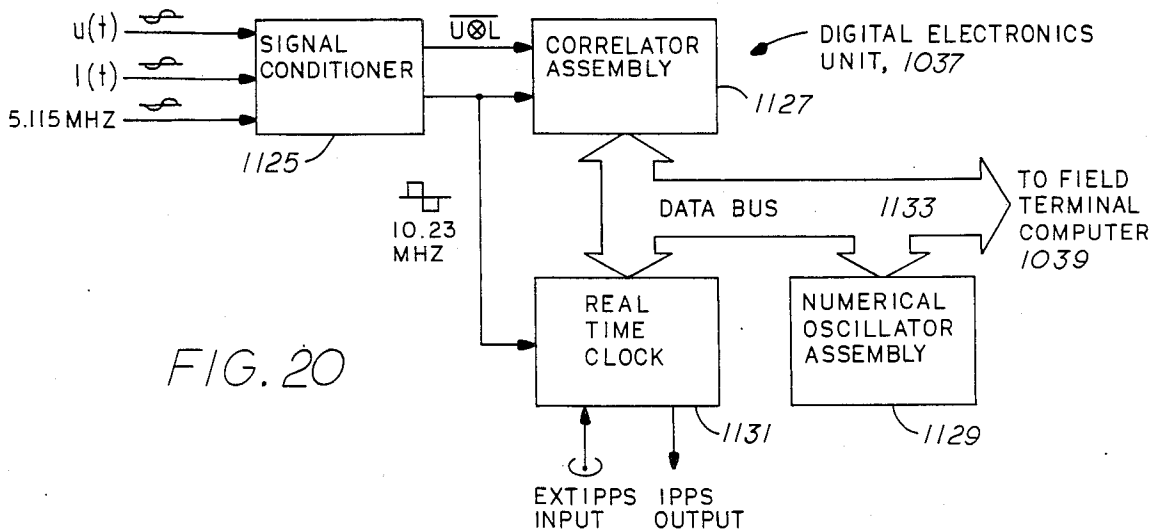 u(t)
l(t)
5.115 MHZ
SIGNAL
CONDITIONER
1125
U⊗L
CORRELATOR
ASSEMBLY
1127
DIGITAL ELECTRONICS
UNIT, 1037
10.23
MHZ
DATA BUS
1133
TO FIELD
TERMINAL
COMPUTER
1039
REAL
TIME
CLOCK
1131
NUMERICAL
OSCILLATOR
ASSEMBLY
1129
EXT1PPS
INPUT
1PPS
OUTPUT
FIG. 20